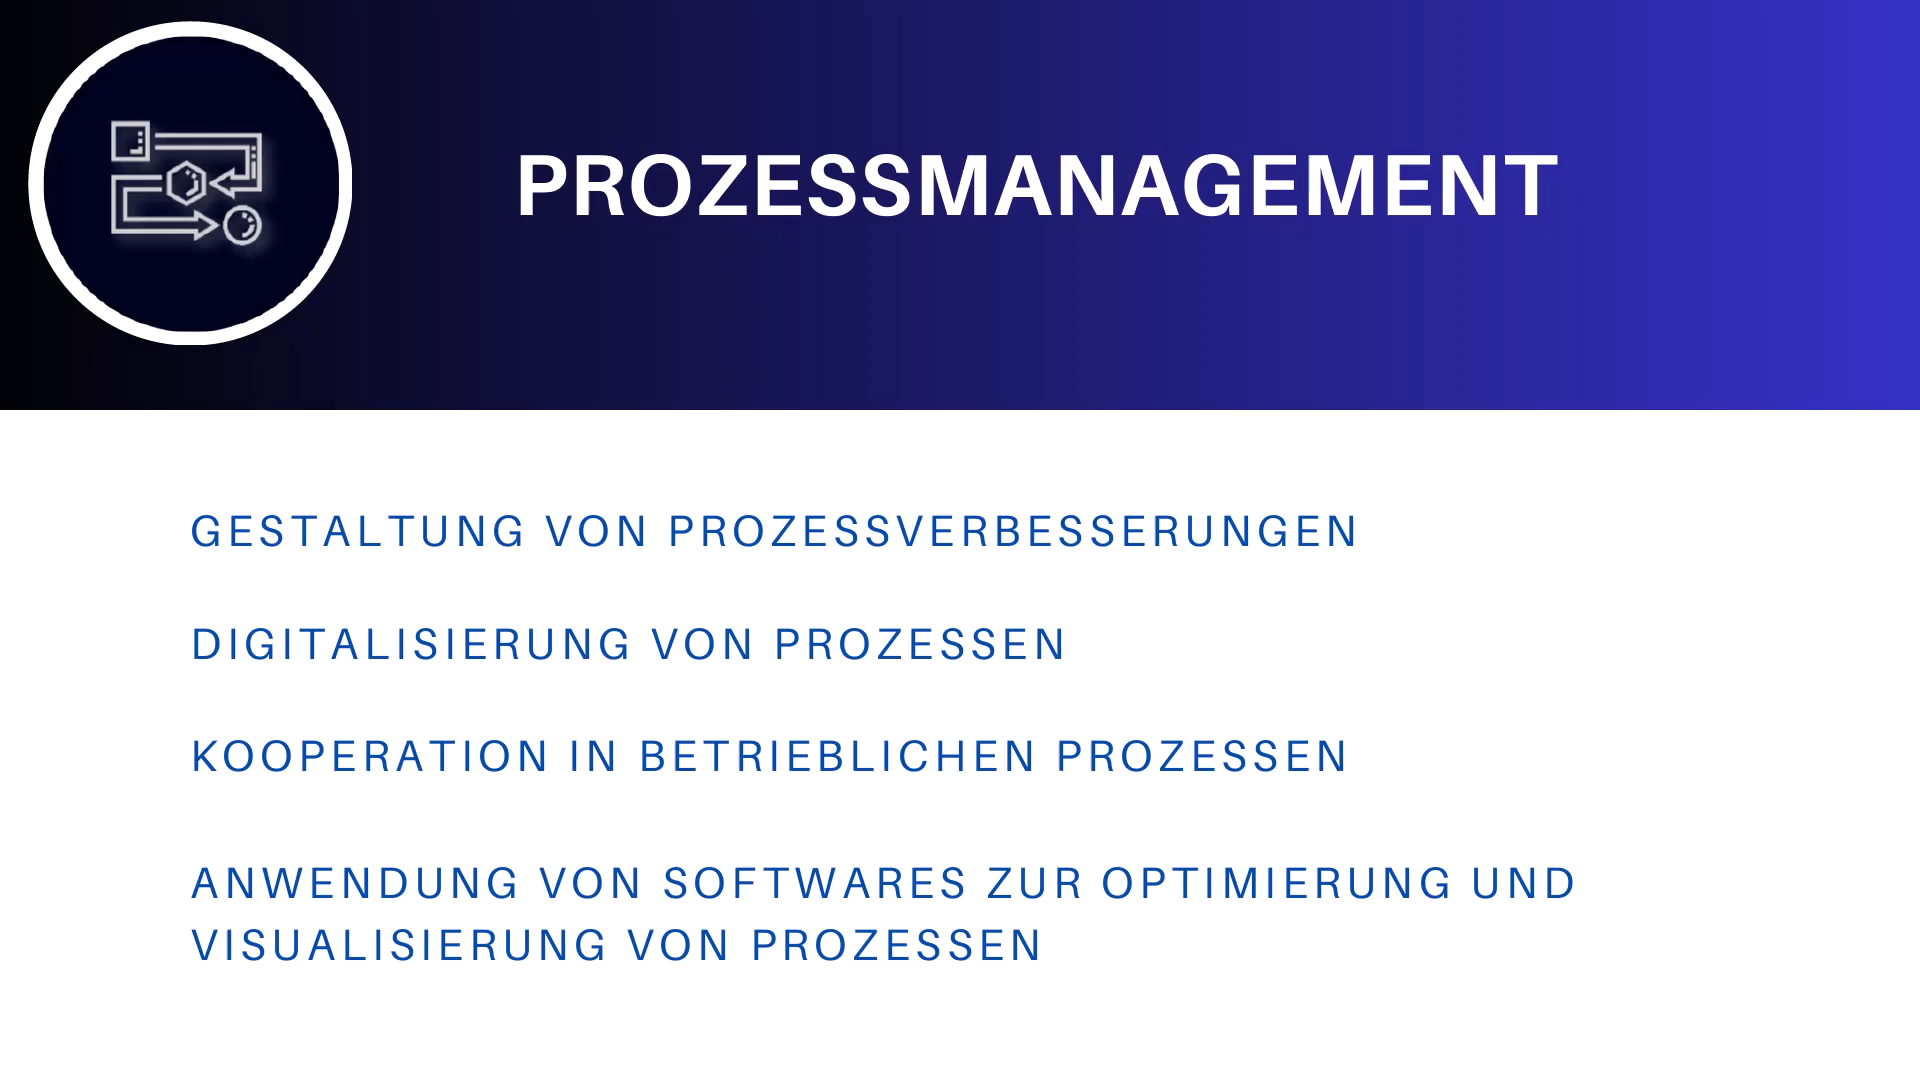 PROZESSMANAGEMENT
GESTALTUNG VON PROZESSVERBESSERUNGEN
DIGITALISIERUNG VON PROZESSEN
KOOPERATION IN BETRIEBLICHEN PROZESSEN
ANWENDUNG VON SOFTWARES ZUR OPTIMIERUNG UND
VISUALISIERUNG VON PROZESSEN